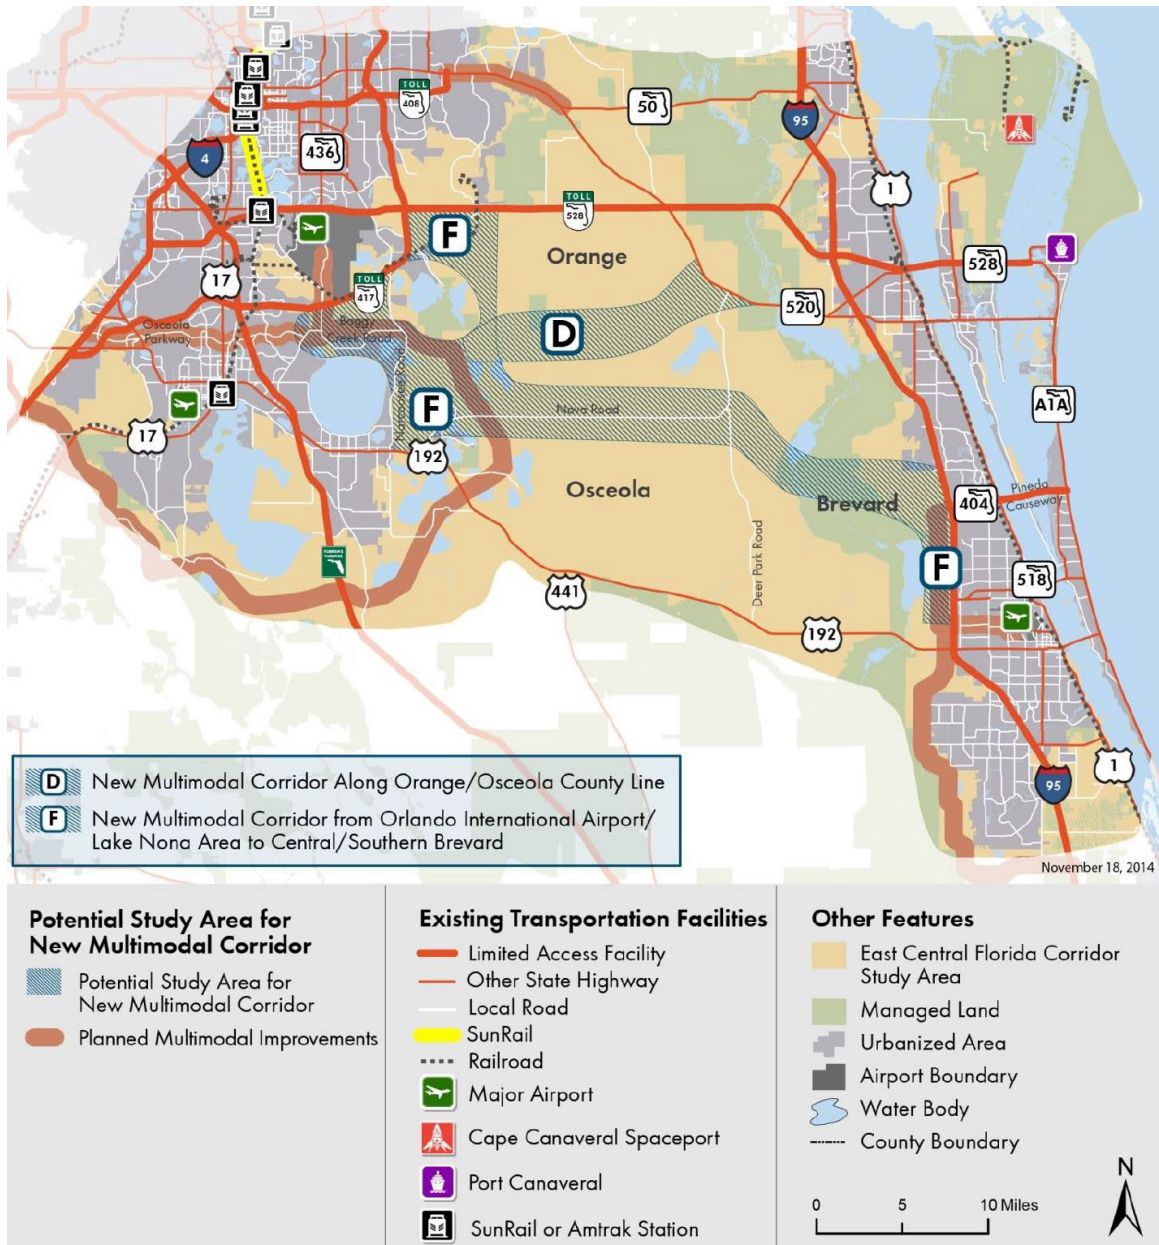 TOLL
408
50
95
436
4
1
TOLL
528
F
Orange
528
17
TOLL
417
520
Osceola
Parkway
Boggy
Creek Road
D
Narcoossee Road
A1A
F
Nova Road
17
192
Osceola
Brevard
404
Pineda
Causeway
Deer Park Road
F
518
441
192
1
95
D New Multimodal Corridor Along Orange/Osceola County Line
F New Multimodal Corridor from Orlando International Airport/
Lake Nona Area to Central/Southern Brevard
November 18, 2014
Potential Study Area for
New Multimodal Corridor
Potential Study Area for
New Multimodal Corridor
Planned Multimodal Improvements
Existing Transportation Facilities
Limited Access Facility
Other State Highway
Local Road
SunRail
Railroad
Major Airport
Cape Canaveral Spaceport
Port Canaveral
SunRail or Amtrak Station
Other Features
East Central Florida Corridor
Study Area
Managed Land
Urbanized Area
Airport Boundary
Water Body
County Boundary
N
0 5 10 Miles